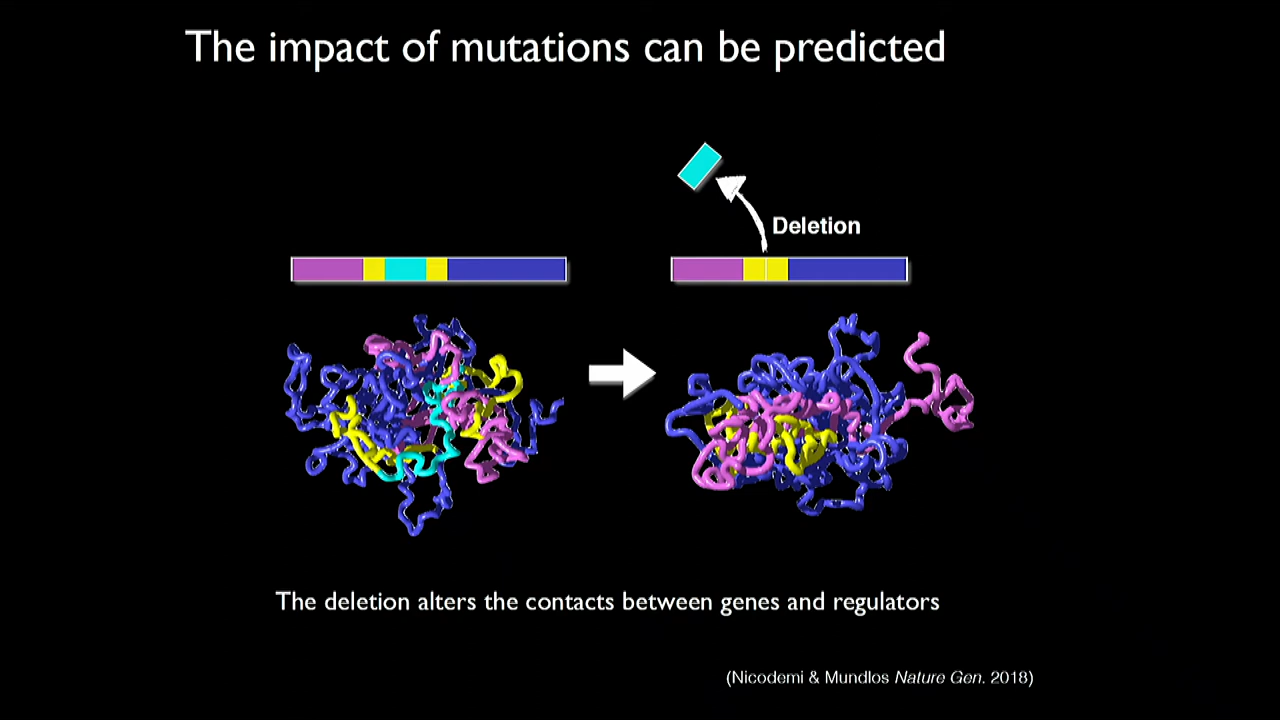 The impact of mutations can be predicted
Deletion
The deletion alters the contacts between genes and regulators
(Nicodemi & Mundlos Nature Gen. 2018)